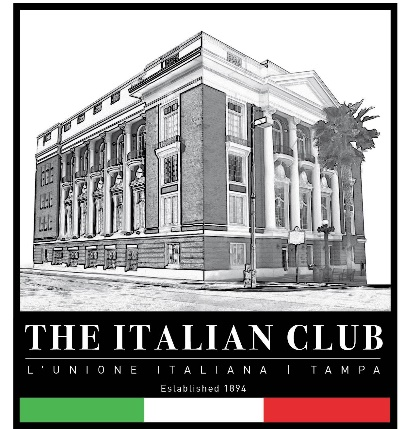 THE ITALIAN CLUB
L'UNIONE ITALIANA | TAMPA
Established 1894